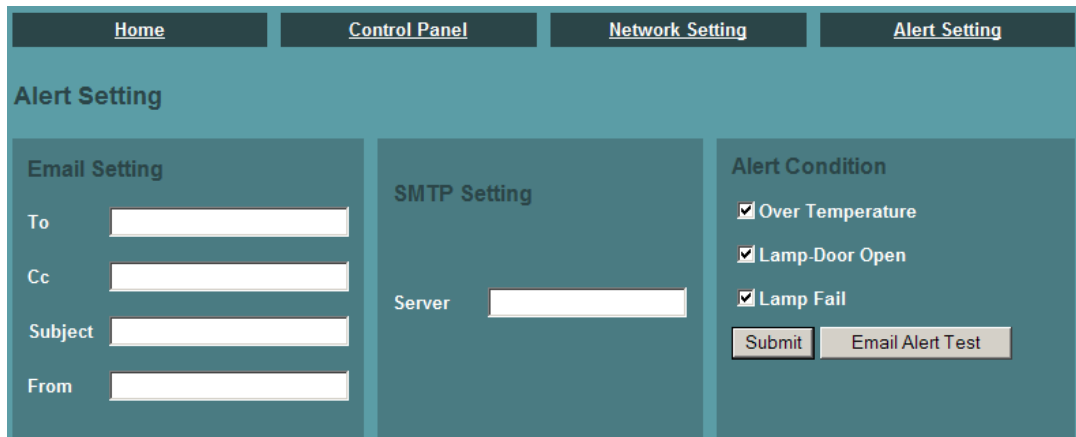 Home Control Panel Network Setting Alert Setting
Alert Setting
Email Setting
To
Cc
Subject
From
SMTP Setting
Server
Alert Condition
Over Temperature
Lamp-Door Open
Lamp Fail
Submit Email Alert Test